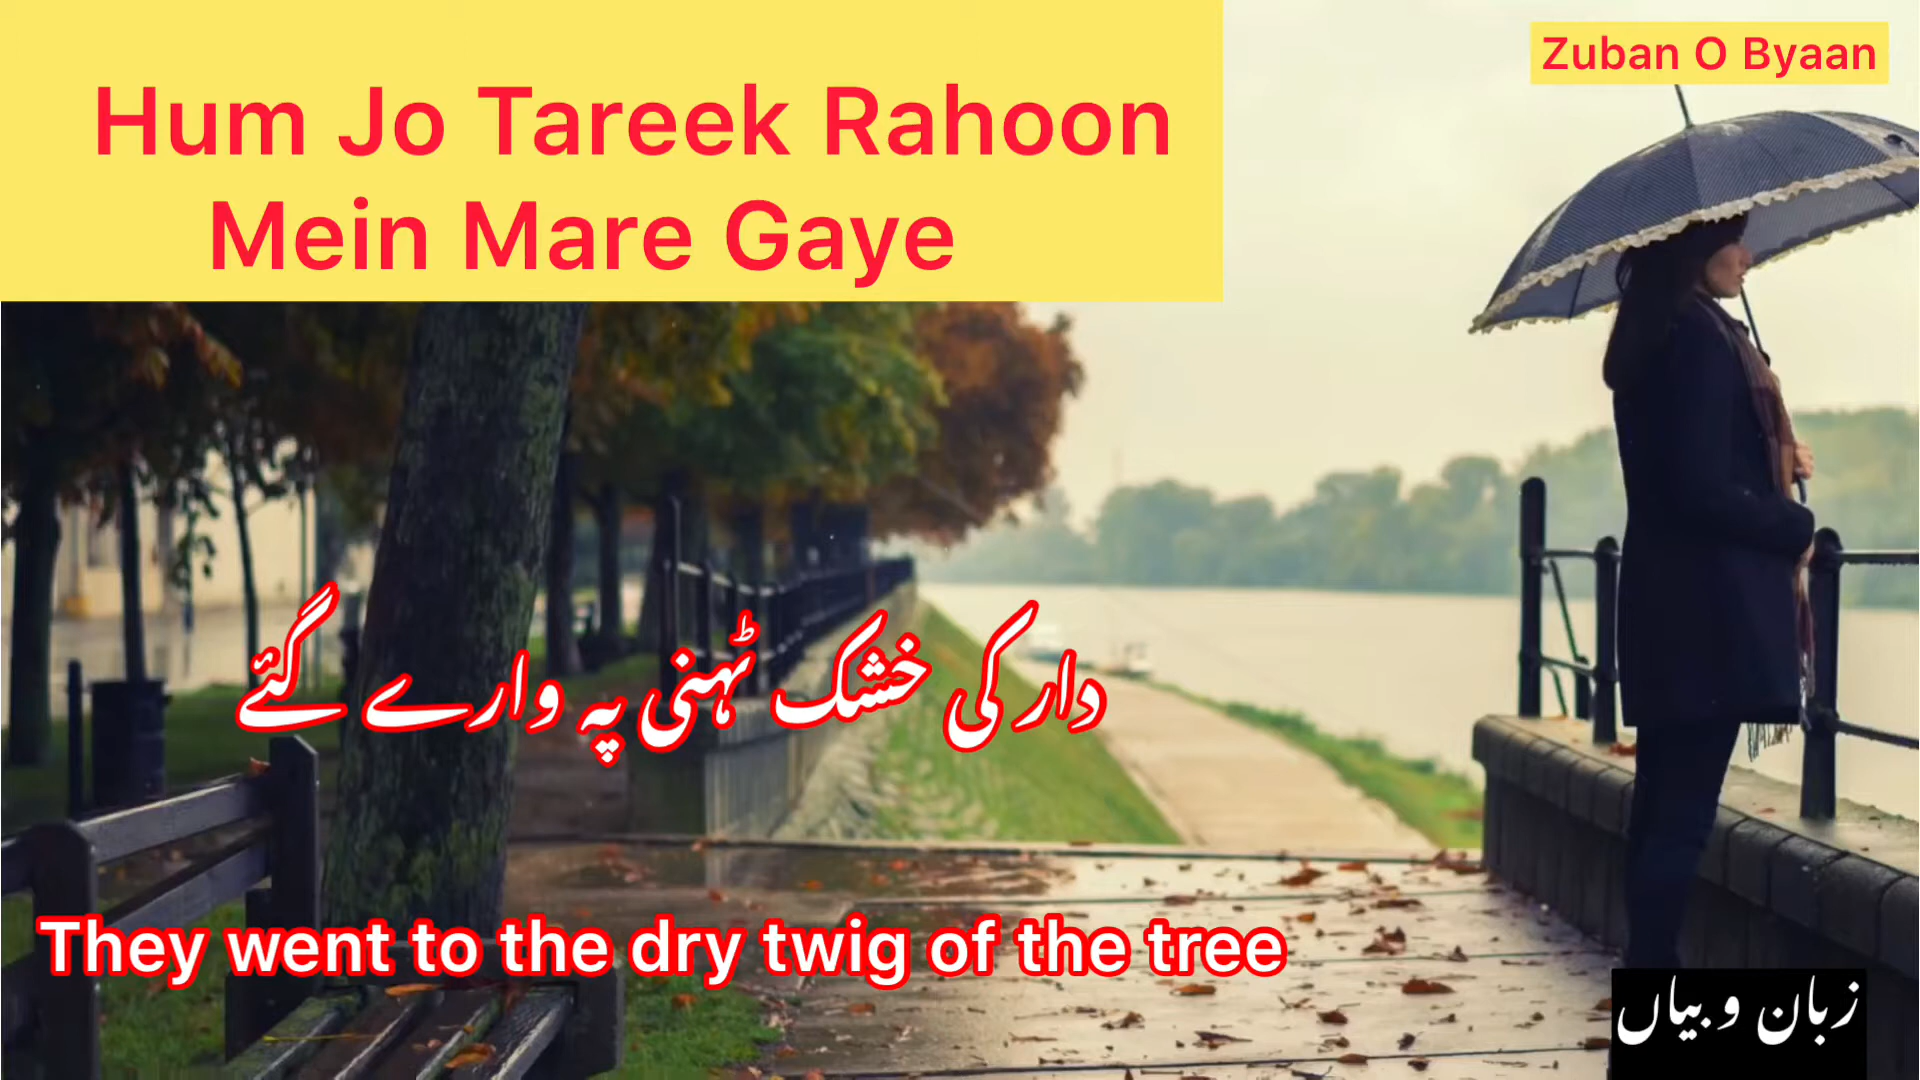 Zuban O Byaan
Hum Jo Tareek Rahoon
Mein Mare Gaye
دار کی خشک ٹہنی پہ وارے گئے
They went to the dry twig of the tree
زبان و بیاں